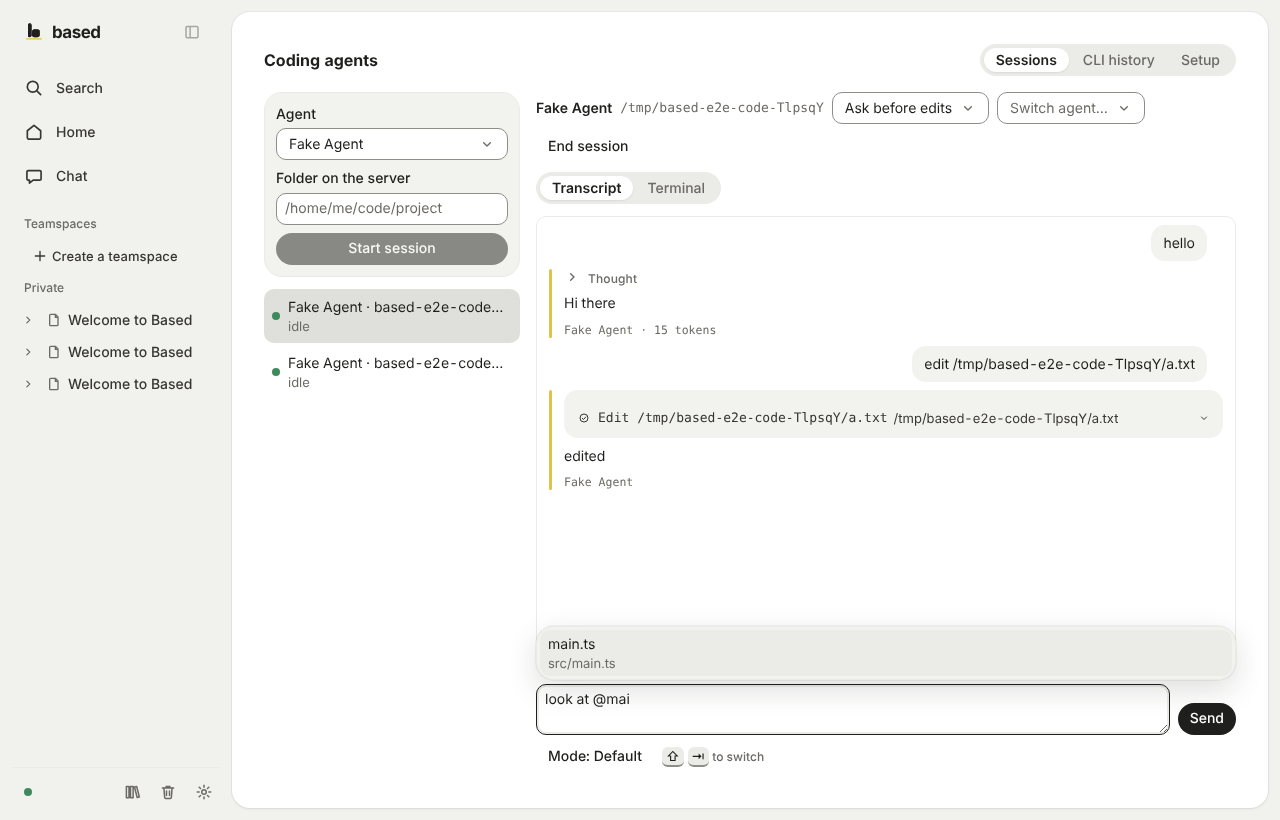 based
Search
Home
Chat
Teamspaces
Create a teamspace
Private
Welcome to Based
Welcome to Based
Welcome to Based
Coding agents
Sessions
CLI history
Setup
Agent
Fake Agent
Folder on the server
/home/me/code/project
Start session
Fake Agent · based-e2e-code...
idle
Fake Agent · based-e2e-code...
idle
Fake Agent /tmp/based-e2e-code-TlpsqY
Ask before edits
Switch agent...
End session
Transcript
Terminal
hello
Thought
Hi there
Fake Agent · 15 tokens
edit /tmp/based-e2e-code-TlpsqY/a.txt
Edit /tmp/based-e2e-code-TlpsqY/a.txt /tmp/based-e2e-code-TlpsqY/a.txt
edited
Fake Agent
main.ts
src/main.ts
look at @mai
Send
Mode: Default
to switch